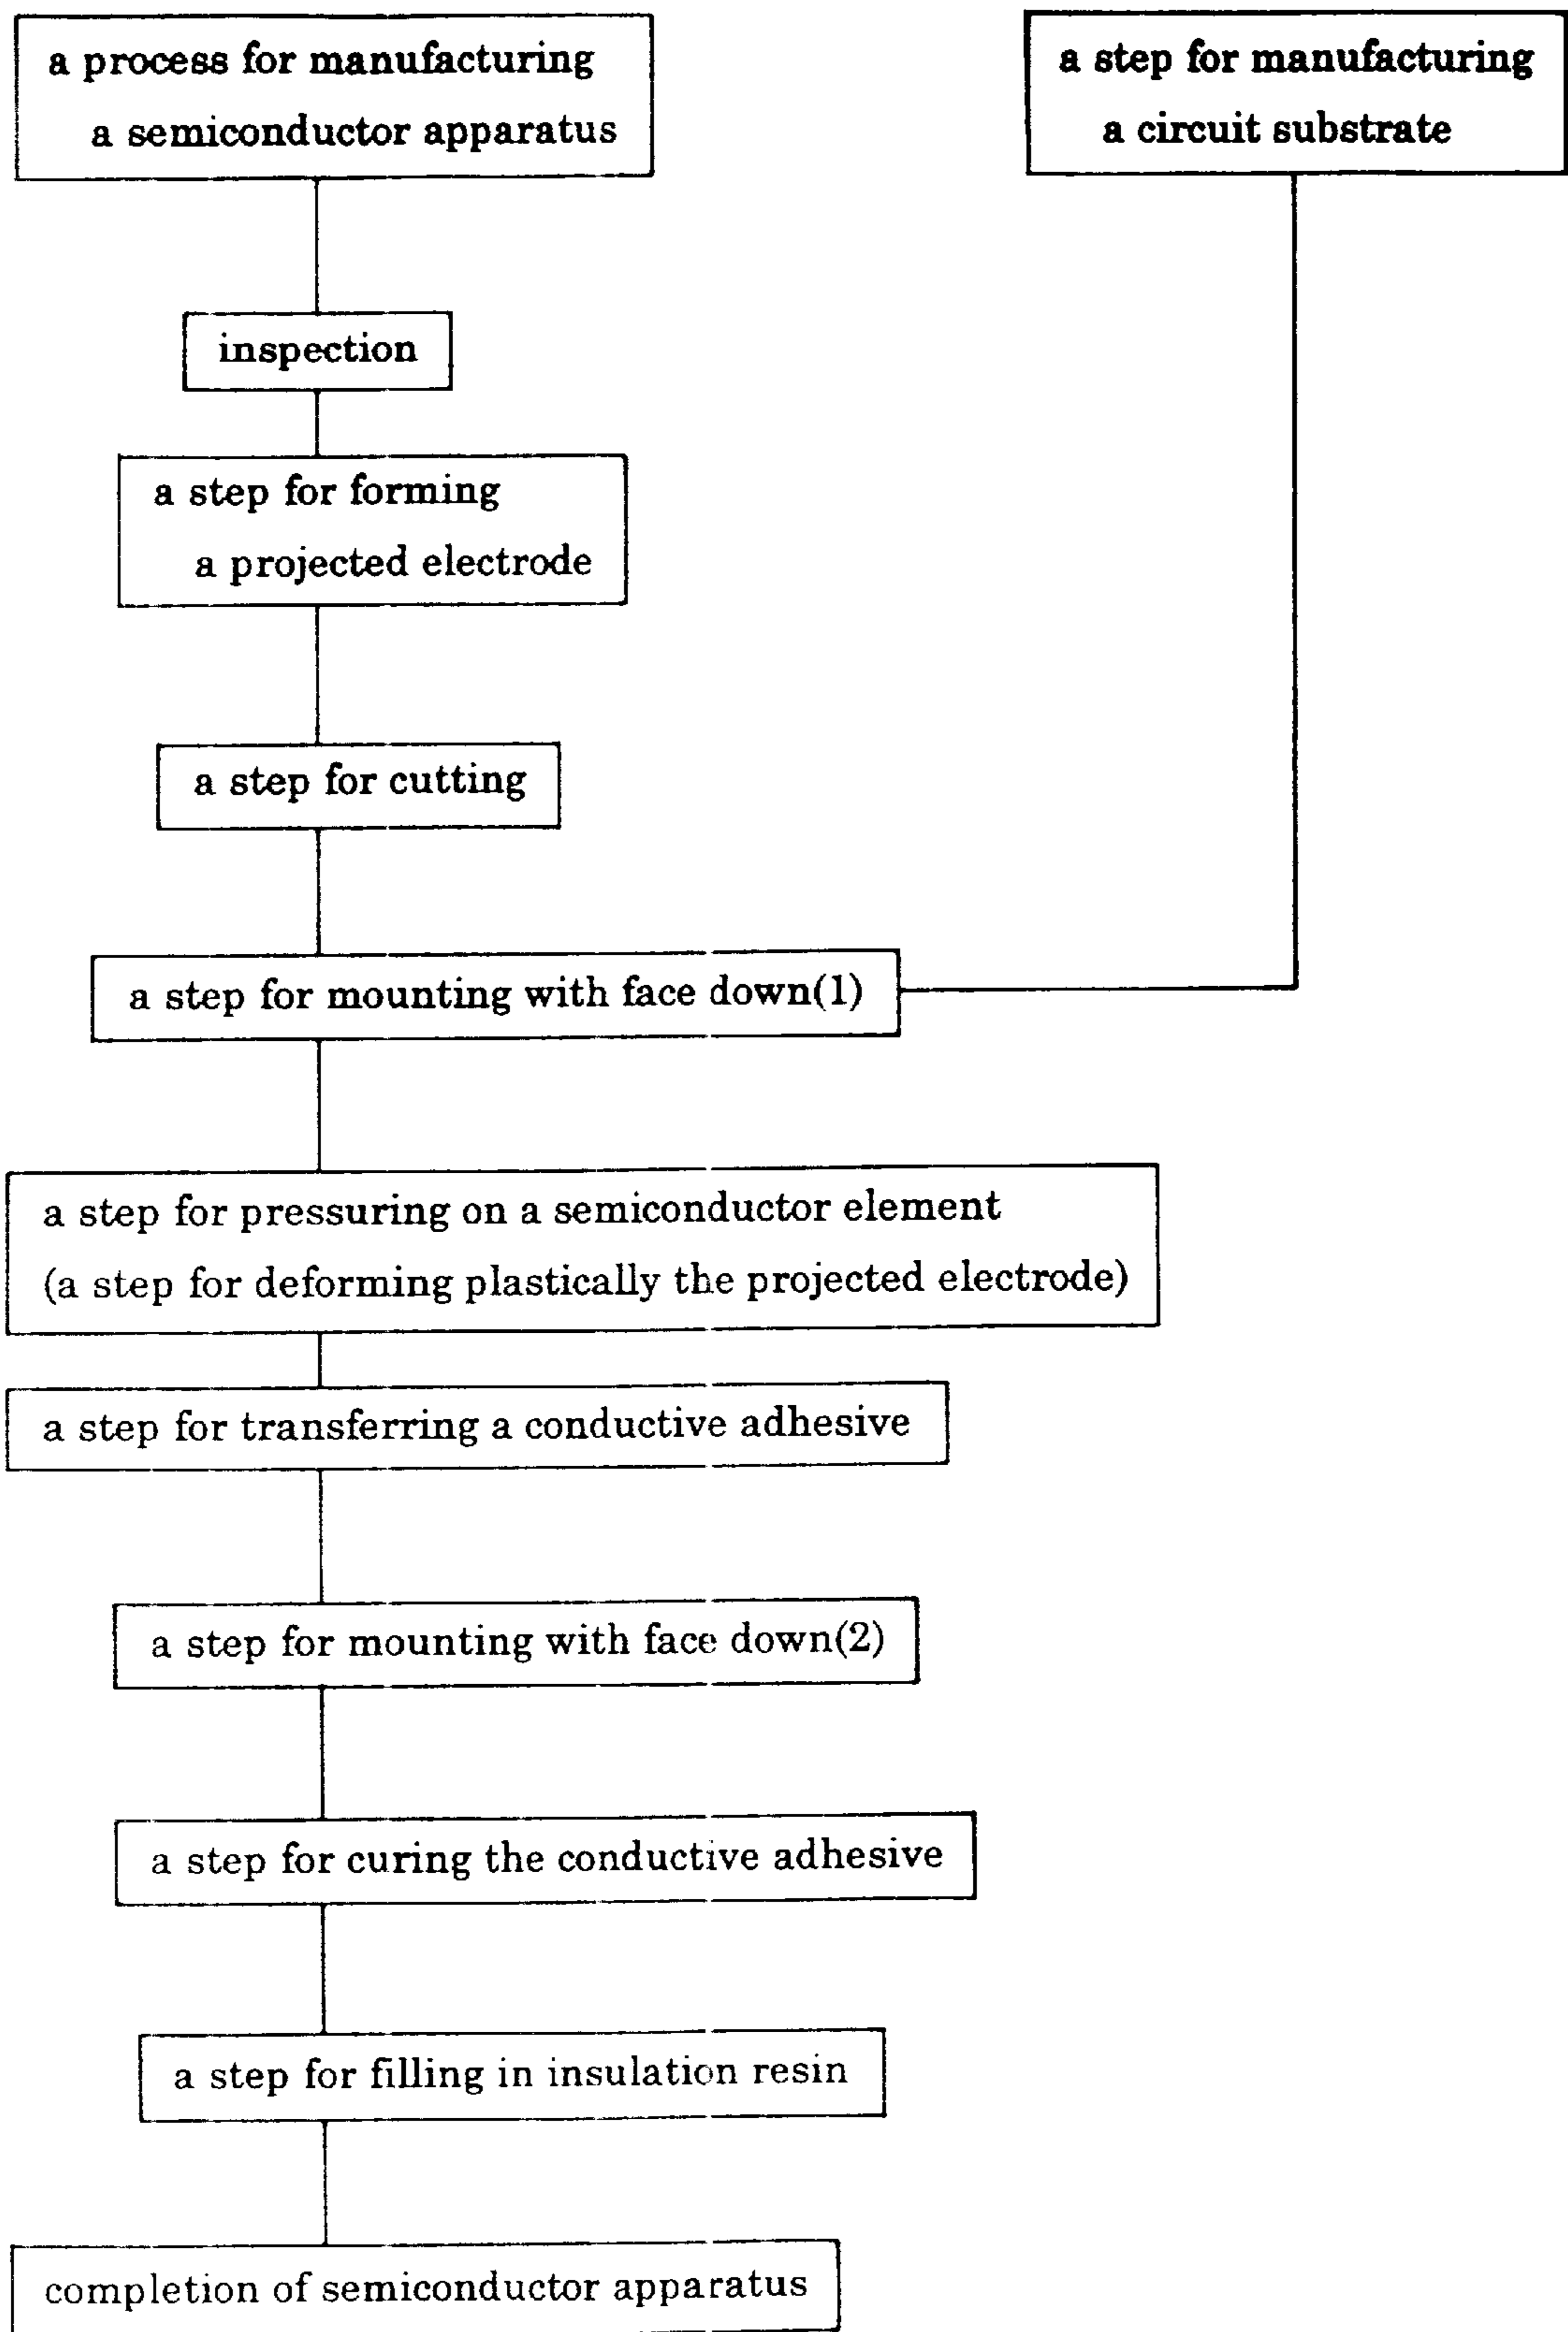 a process for manufacturing
a semiconductor apparatus
a step for manufacturing
a circuit substrate
inspection
a step for forming
a projected electrode
a step for cutting
a step for mounting with face down(1)
a step for pressuring on a semiconductor element
(a step for deforming plastically the projected electrode)
a step for transferring a conductive adhesive
a step for mounting with face down(2)
a step for curing the conductive adhesive
a step for filling in insulation resin
completion of semiconductor apparatus